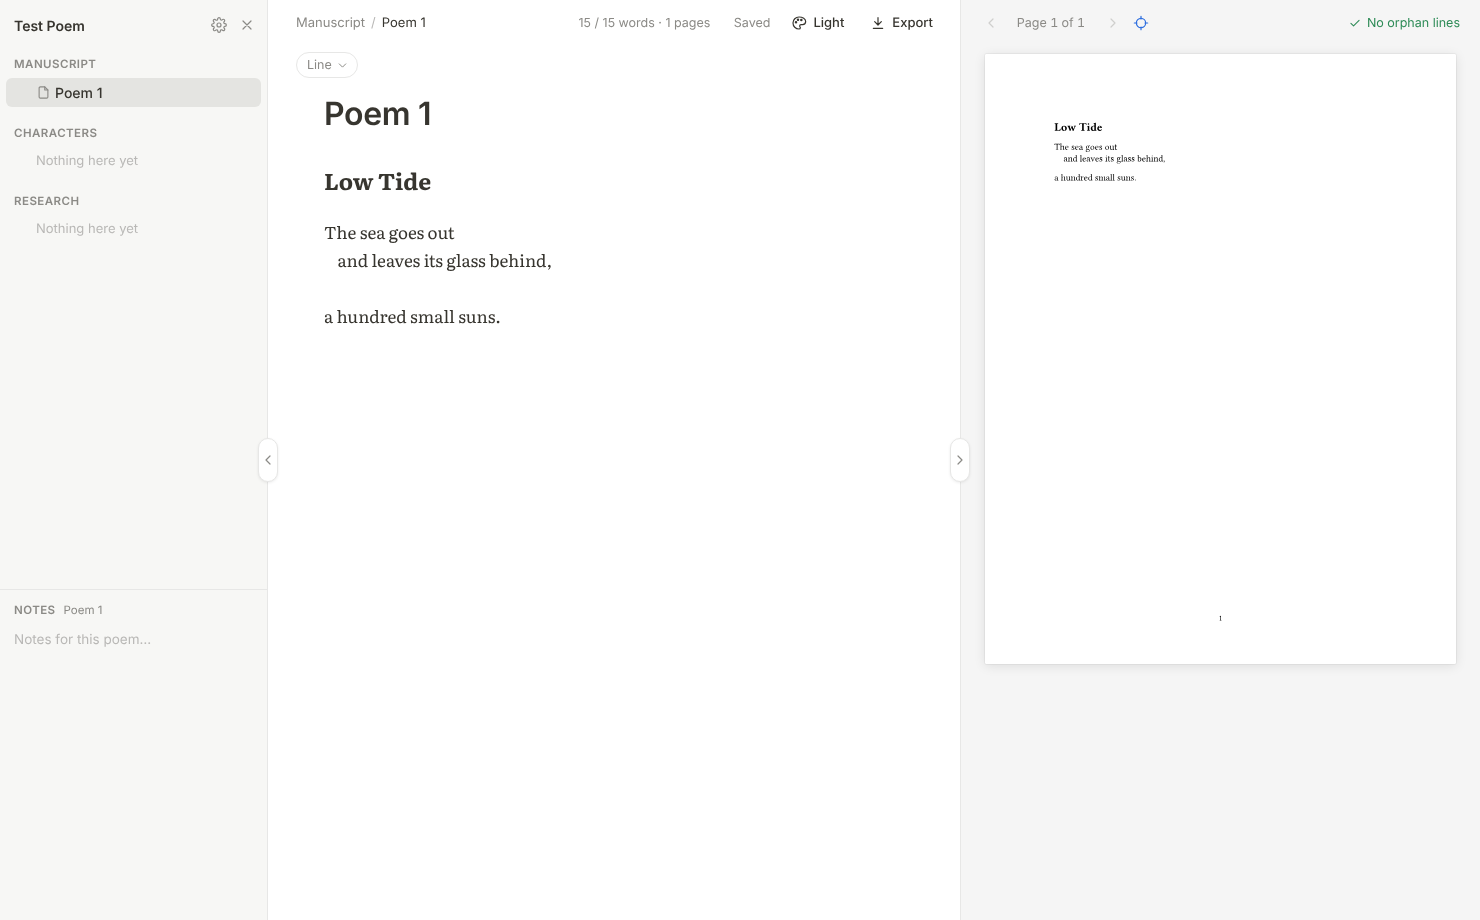 Test Poem
MANUSCRIPT
Poem 1
CHARACTERS
Nothing here yet
RESEARCH
Nothing here yet
NOTES Poem 1
Notes for this poem...
Manuscript / Poem 1
15 / 15 words · 1 pages
Saved
Light
Export
Line
Poem 1
Low Tide
The sea goes out
and leaves its glass behind,
a hundred small suns.
Page 1 of 1
No orphan lines
Low Tide
The sea goes out
and leaves its glass behind,
a hundred small suns.
1